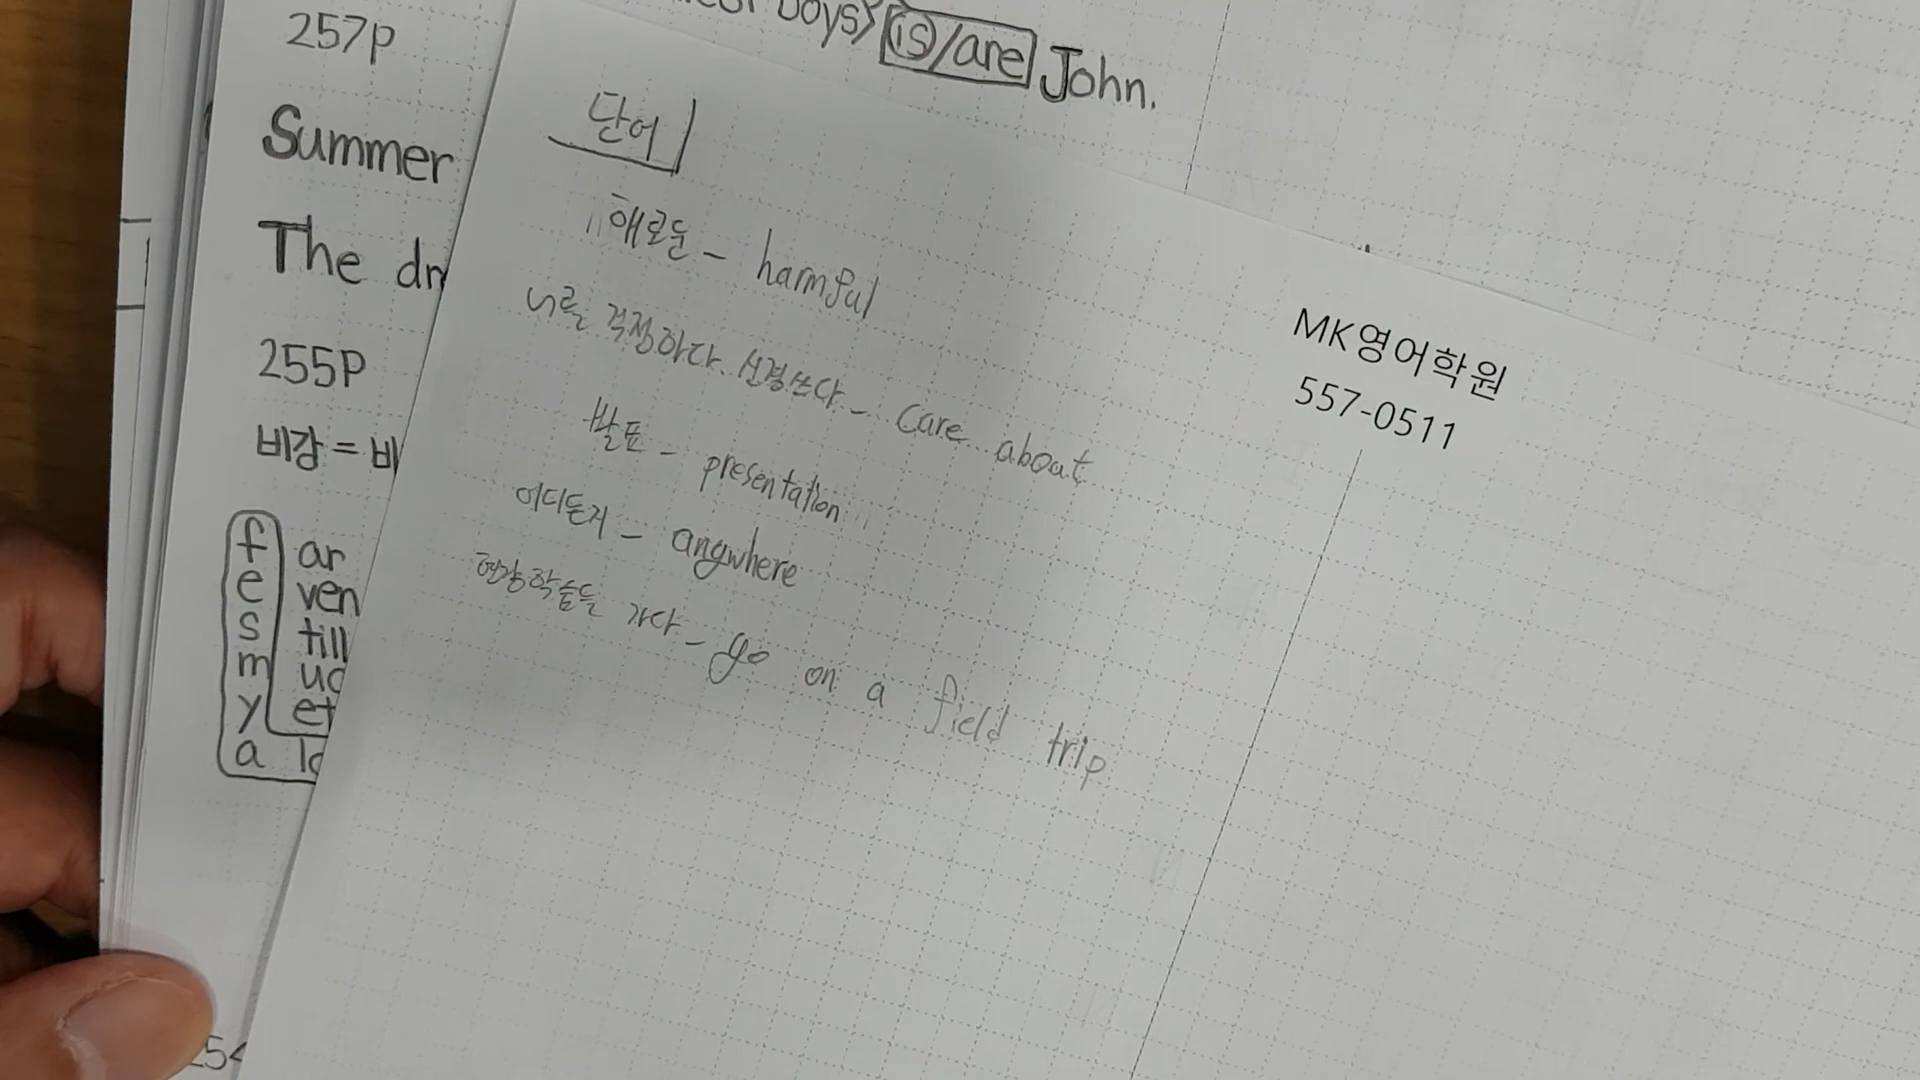 257P
Summer
The dr
255P
비강 = 비
f ar
e ven
s till
m uc
y et
a lo
boys> is/are John.
단어
해로운 - harmful
너를 걱정하다. 신경쓰다 - Care about
발표 - presentation
어디든지 - anywhere
현장학습을 가다 - go on a field trip
MK영어학원
557-0511